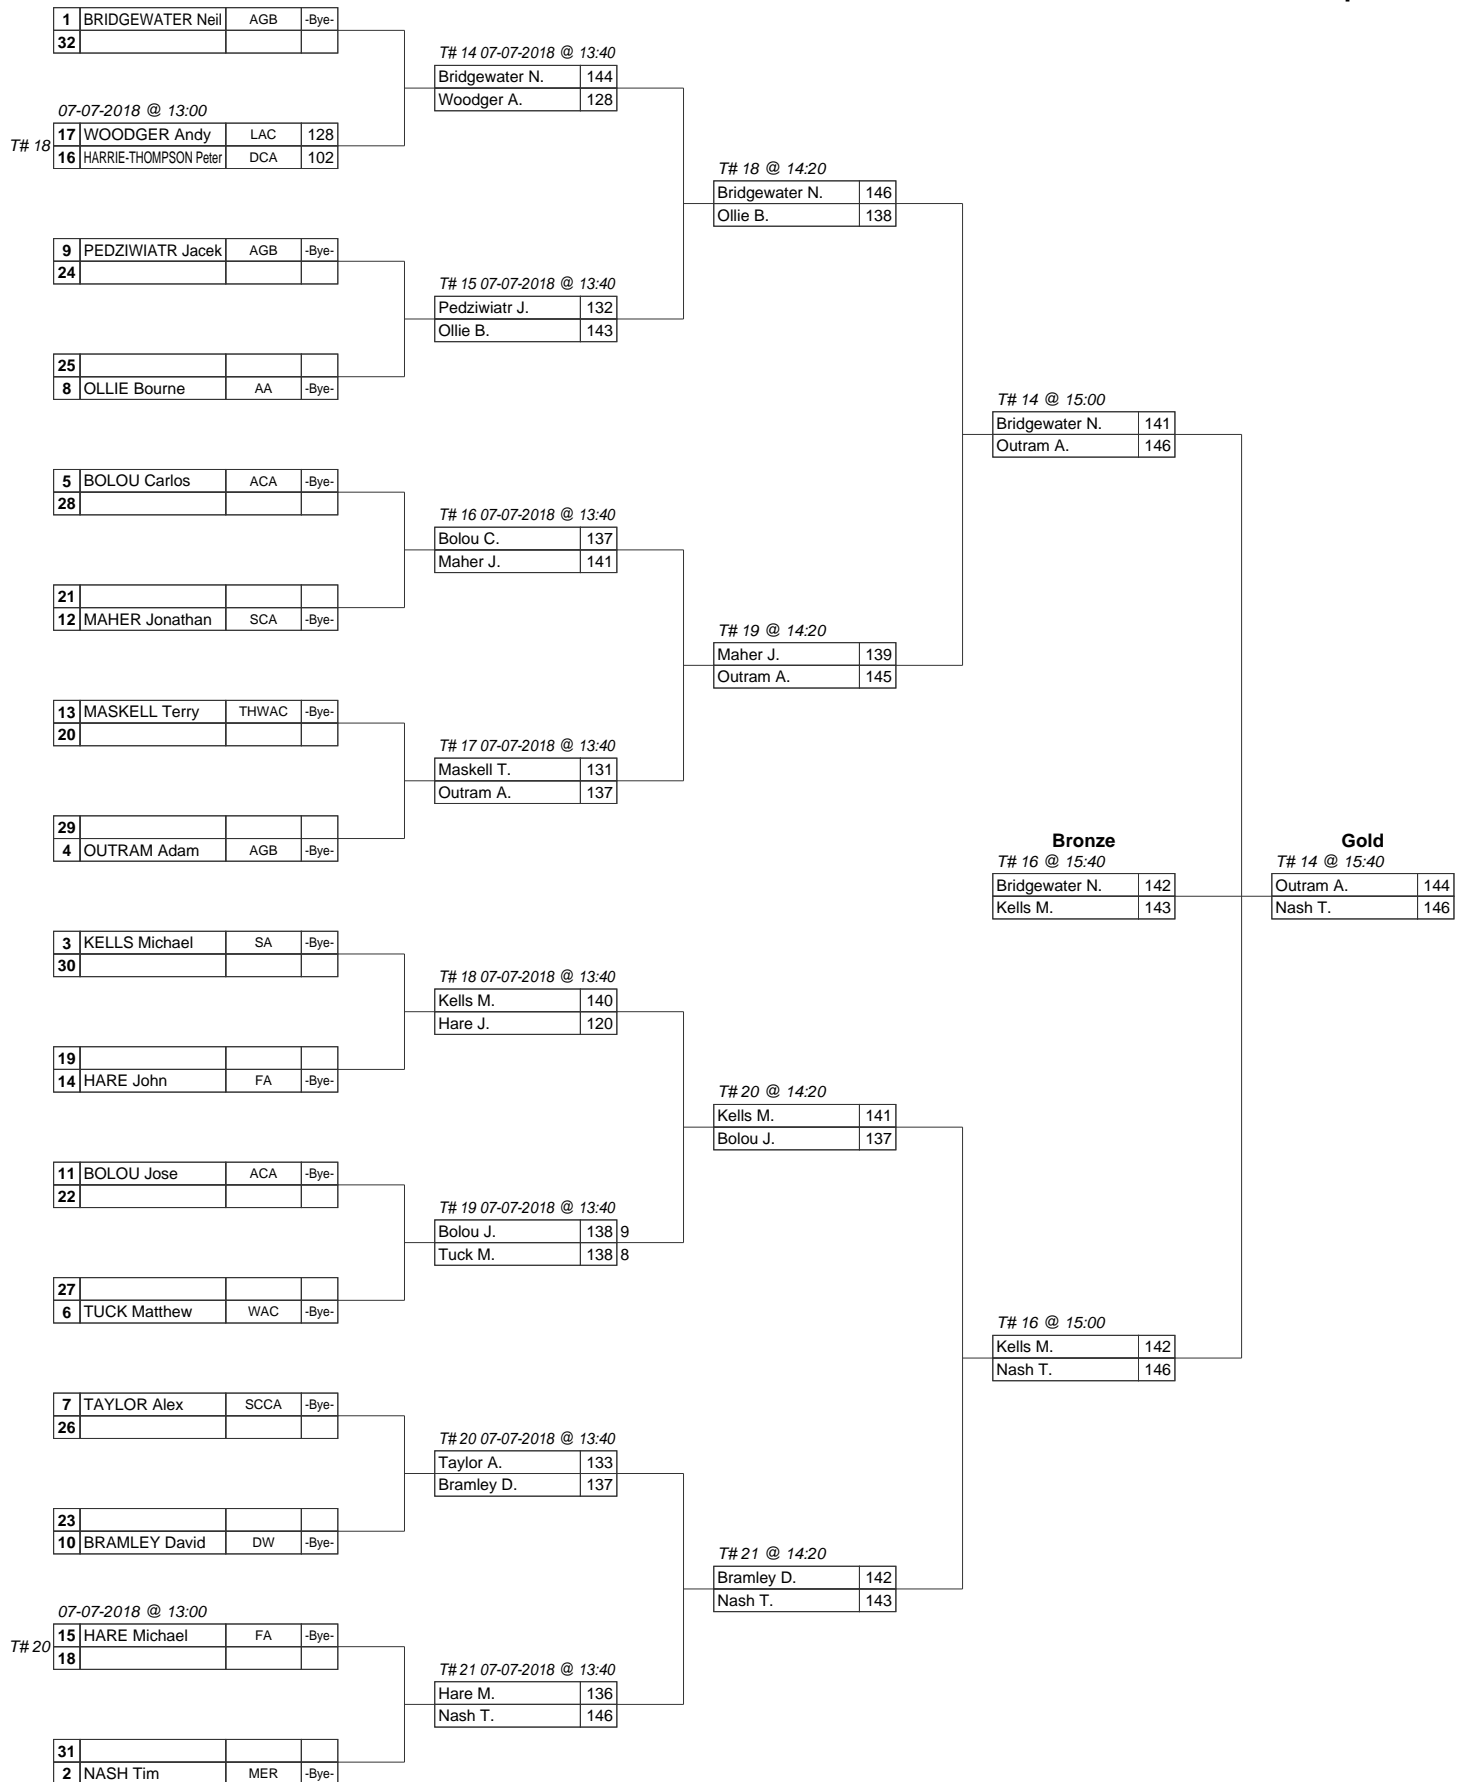 1 BRIDGEWATER Neil AGB -Bye-
32
T# 14 07-07-2018 @ 13:40
Bridgewater N. 144
Woodger A. 128
07-07-2018 @ 13:00
T# 18
17 WOODGER Andy LAC 128
16 HARRIE-THOMPSON Peter DCA 102
T# 18 @ 14:20
Bridgewater N. 146
Ollie B. 138
9 PEDZIWIATR Jacek AGB -Bye-
24
T# 15 07-07-2018 @ 13:40
Pedziwiatr J. 132
Ollie B. 143
25
8 OLLIE Bourne AA -Bye-
T# 14 @ 15:00
Bridgewater N. 141
Outram A. 146
5 BOLOU Carlos ACA -Bye-
28
T# 16 07-07-2018 @ 13:40
Bolou C. 137
Maher J. 141
21
12 MAHER Jonathan SCA -Bye-
T# 19 @ 14:20
Maher J. 139
Outram A. 145
13 MASKELL Terry THWAC -Bye-
20
T# 17 07-07-2018 @ 13:40
Maskell T. 131
Outram A. 137
29
4 OUTRAM Adam AGB -Bye-
Bronze
T# 16 @ 15:40
Bridgewater N. 142
Kells M. 143
Gold
T# 14 @ 15:40
Outram A. 144
Nash T. 146
3 KELLS Michael SA -Bye-
30
T# 18 07-07-2018 @ 13:40
Kells M. 140
Hare J. 120
19
14 HARE John FA -Bye-
T# 20 @ 14:20
Kells M. 141
Bolou J. 137
11 BOLOU Jose ACA -Bye-
22
T# 19 07-07-2018 @ 13:40
Bolou J. 138 9
Tuck M. 138 8
27
6 TUCK Matthew WAC -Bye-
T# 16 @ 15:00
Kells M. 142
Nash T. 146
7 TAYLOR Alex SCCA -Bye-
26
T# 20 07-07-2018 @ 13:40
Taylor A. 133
Bramley D. 137
23
10 BRAMLEY David DW -Bye-
T# 21 @ 14:20
Bramley D. 142
Nash T. 143
07-07-2018 @ 13:00
T# 20
15 HARE Michael FA -Bye-
18
T# 21 07-07-2018 @ 13:40
Hare M. 136
Nash T. 146
31
2 NASH Tim MER -Bye-